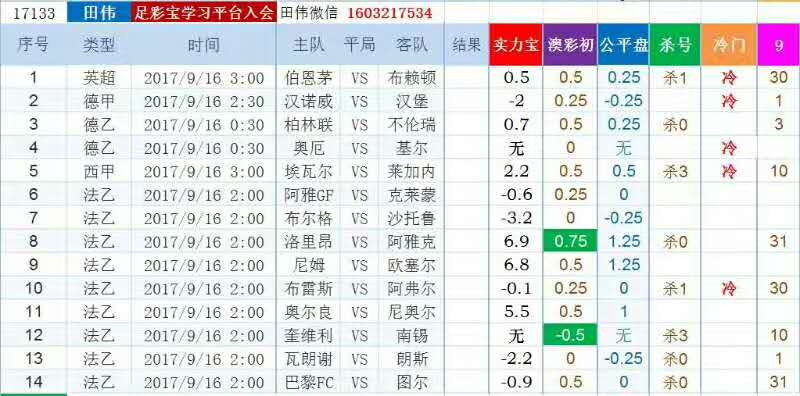 17133 田伟 足彩宝学习平台入会 田伟微信 1603217534
序号 类型 时间 主队 平局 客队 结果 实力宝 澳彩初 公平盘 杀号 冷门 9
1 英超 2017/9/16 3:00 伯恩茅 VS 布赖顿 0.5 0.5 0.25 杀1 冷 30
2 德甲 2017/9/16 2:30 汉诺威 VS 汉堡 -2 0.25 -0.25 冷 1
3 德乙 2017/9/16 0:30 柏林联 VS 不伦瑞 0.7 0.5 0.25 杀0 3
4 德乙 2017/9/16 0:30 奥厄 VS 基尔 无 0 无 冷
5 西甲 2017/9/16 3:00 埃瓦尔 VS 莱加内 2.2 0.5 0.5 杀3 冷 10
6 法乙 2017/9/16 2:00 阿雅GF VS 克莱蒙 -0.6 0.25 0
7 法乙 2017/9/16 2:00 布尔格 VS 沙托鲁 -3.2 0 -0.25
8 法乙 2017/9/16 2:00 洛里昂 VS 阿雅克 6.9 0.75 1.25 杀0 31
9 法乙 2017/9/16 2:00 尼姆 VS 欧塞尔 6.8 0.5 1.25
10 法乙 2017/9/16 2:00 布雷斯 VS 阿弗尔 -0.1 0.25 0 杀1 冷 30
11 法乙 2017/9/16 2:00 奥尔良 VS 尼奥尔 5.5 0.5 1
12 法乙 2017/9/16 2:00 奎维利 VS 南锡 无 -0.5 无 杀3 10
13 法乙 2017/9/16 2:00 瓦朗谢 VS 朗斯 -2.2 0 -0.25 杀0 1
14 法乙 2017/9/16 2:00 巴黎FC VS 图尔 -0.9 0.5 0.25 杀0 31